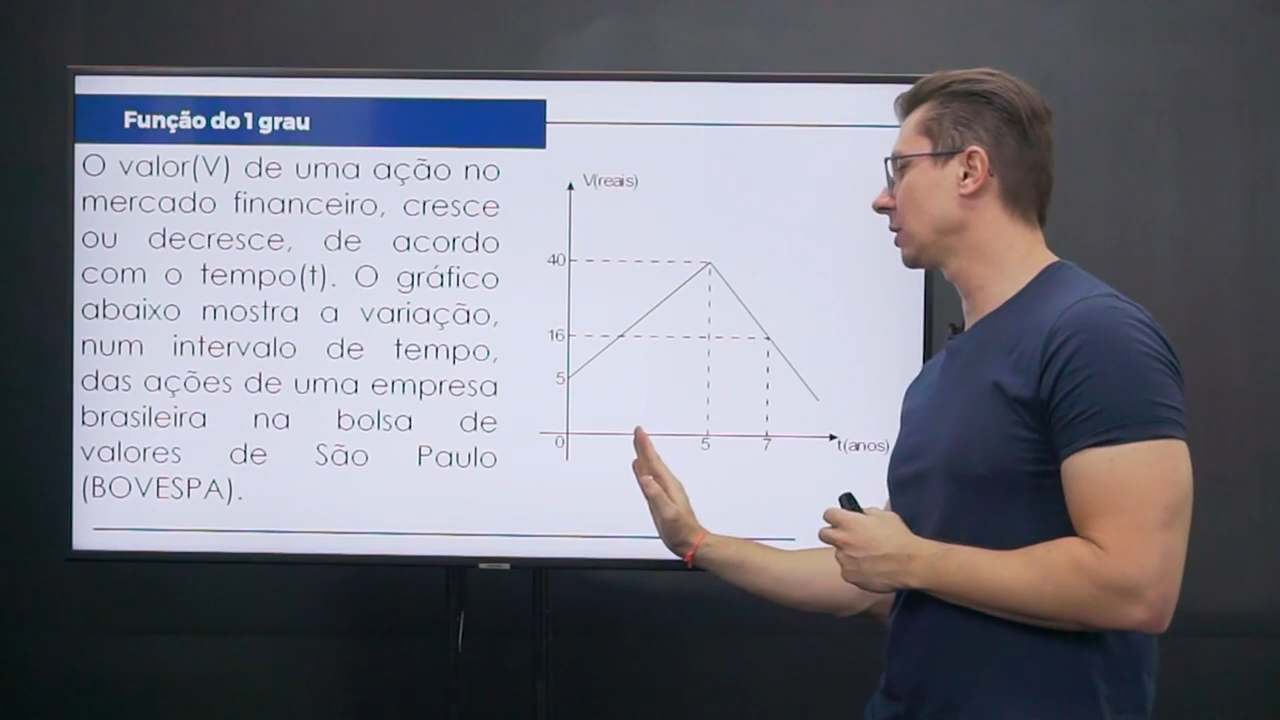 Função do 1 grau
O valor(V) de uma ação no
mercado financeiro, cresce
ou decresce, de acordo
com o tempo(t). O gráfico
abaixo mostra a variação,
num intervalo de tempo,
das ações de uma empresa
brasileira na bolsa de
valores de São Paulo
(BOVESPA).
V(reais)
40
16
5
0
5
7
t(anos)